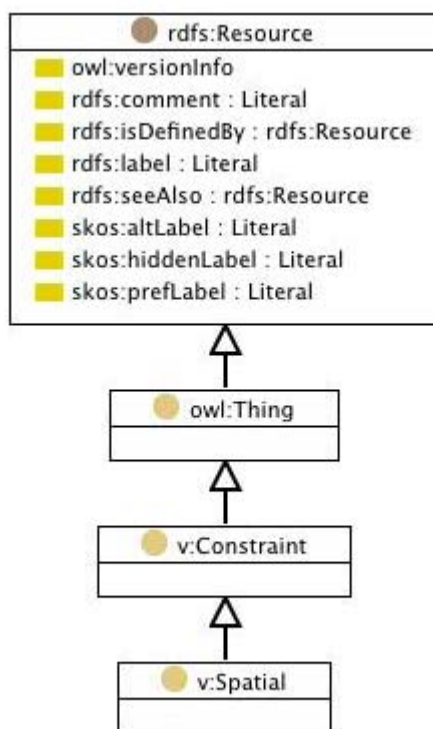 rdfs:Resource
owl:versionInfo
rdfs:comment : Literal
rdfs:isDefinedBy : rdfs:Resource
rdfs:label : Literal
rdfs:seeAlso : rdfs:Resource
skos:altLabel : Literal
skos:hiddenLabel : Literal
skos:prefLabel : Literal
owl:Thing
v:Constraint
v:Spatial